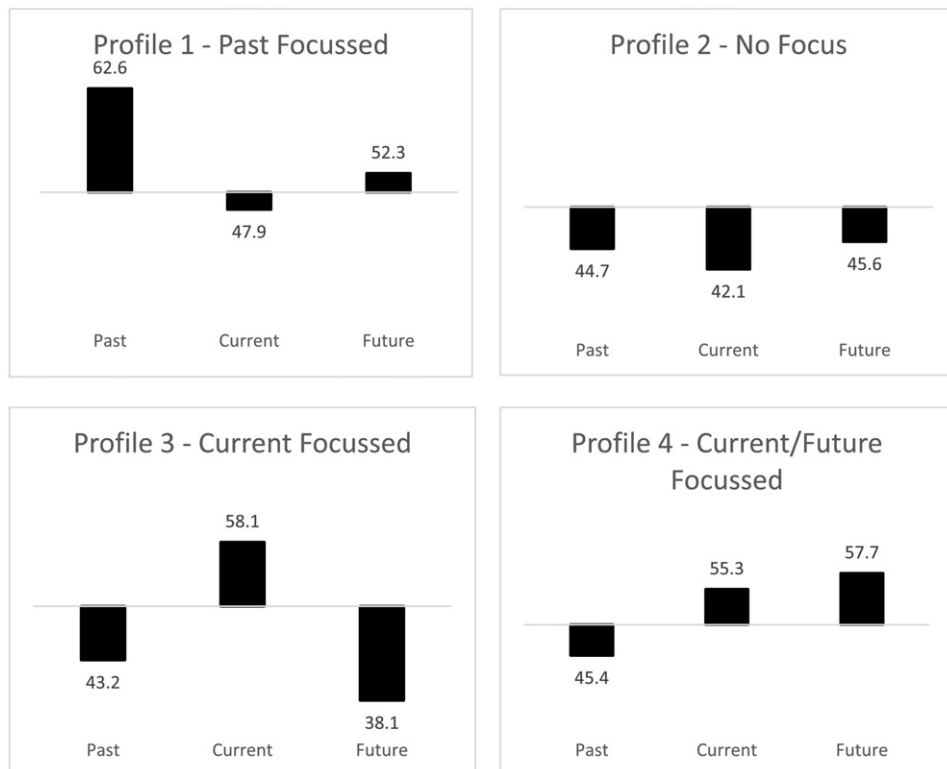 Profile 1 - Past Focussed
62.6
52.3
47.9
Past Current Future
Profile 2 - No Focus
44.7
42.1
45.6
Past Current Future
Profile 3 - Current Focussed
58.1
43.2
38.1
Past Current Future
Profile 4 - Current/Future
Focussed
57.7
55.3
45.4
Past Current Future